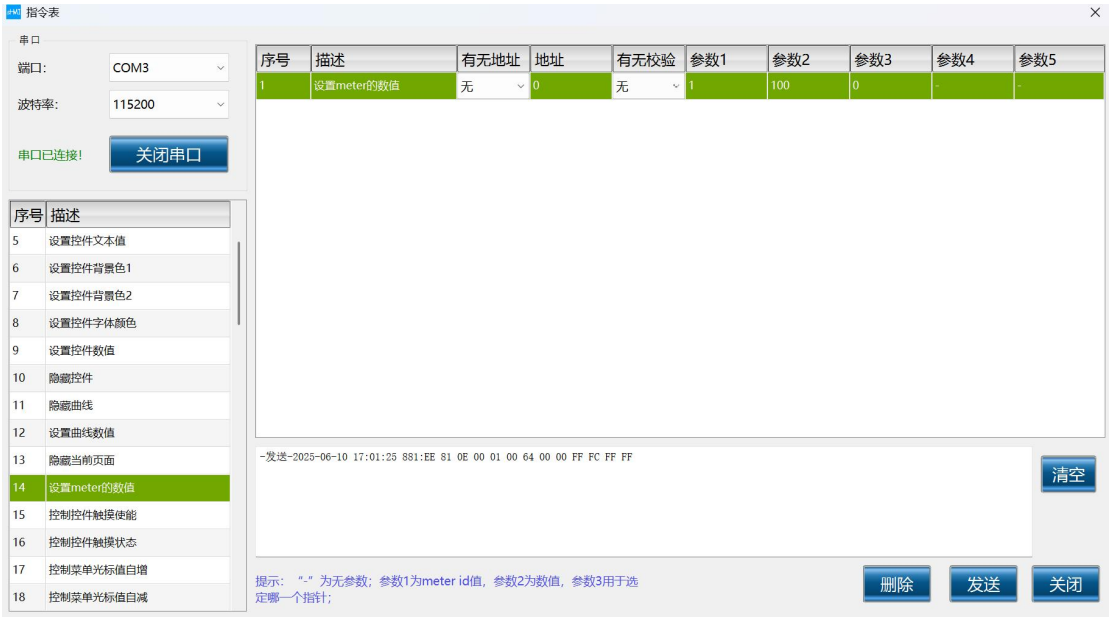 eHMI 指令表
串口
端口: COM3
波特率: 115200
串口已连接! 关闭串口
序号 描述
5 设置控件文本值
6 设置控件背景色1
7 设置控件背景色2
8 设置控件字体颜色
9 设置控件数值
10 隐藏控件
11 隐藏曲线
12 设置曲线数值
13 隐藏当前页面
14 设置meter的数值
15 控制控件触摸使能
16 控制控件触摸状态
17 控制菜单光标值自增
18 控制菜单光标值自减
序号 描述 有无地址 地址 有无校验 参数1 参数2 参数3 参数4 参数5
1 设置meter的数值 无 0 无 1 100 0 - -
-发送-2025-06-10 17:01:25 881:EE 81 0E 00 01 00 64 00 00 FF FC FF FF
清空
提示: “-”为无参数; 参数1为meter id值, 参数2为数值, 参数3用于选
定哪一个指针;
删除 发送 关闭